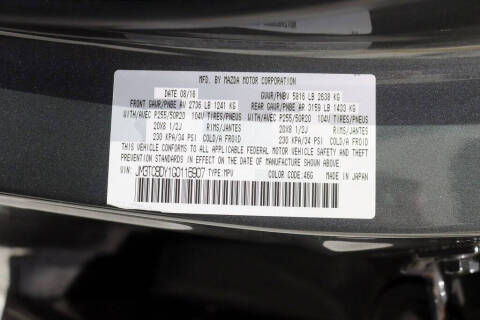 MFD. BY MAZDA MOTOR CORPORATION
DATE 08/16 GVWR/PNBV 5816 LB 2638 KG
FRONT GAWR/PNBE AV 2736 LB 1241 KG REAR GAWR/PNBE AR 3159 LB 1433 KG
WITH/AVEC P255/50R20 104V TIRES/PNEUS WITH/AVEC P255/50R20 104V TIRES/PNEUS
20X8 1/2J RIMS/JANTES 20X8 1/2J RIMS/JANTES
230 KPA/34 PSI COLD/A FROID 230 KPA/34 PSI COLD/A FROID
THIS VEHICLE CONFORMS TO ALL APPLICABLE FEDERAL MOTOR VEHICLE SAFETY AND THEFT
PREVENTION STANDARDS IN EFFECT ON THE DATE OF MANUFACTURE SHOWN ABOVE.
VIN: JM3TCBDY1G0116907 TYPE:MPV COLOR CODE:46G MADE IN JAPAN